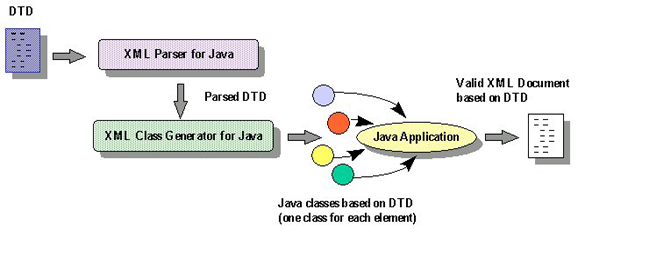 DTD
XML Parser for Java
Parsed DTD
XML Class Generator for Java
Java Application
Valid XML Document
based on DTD
Java classes based on DTD
(one class for each element)